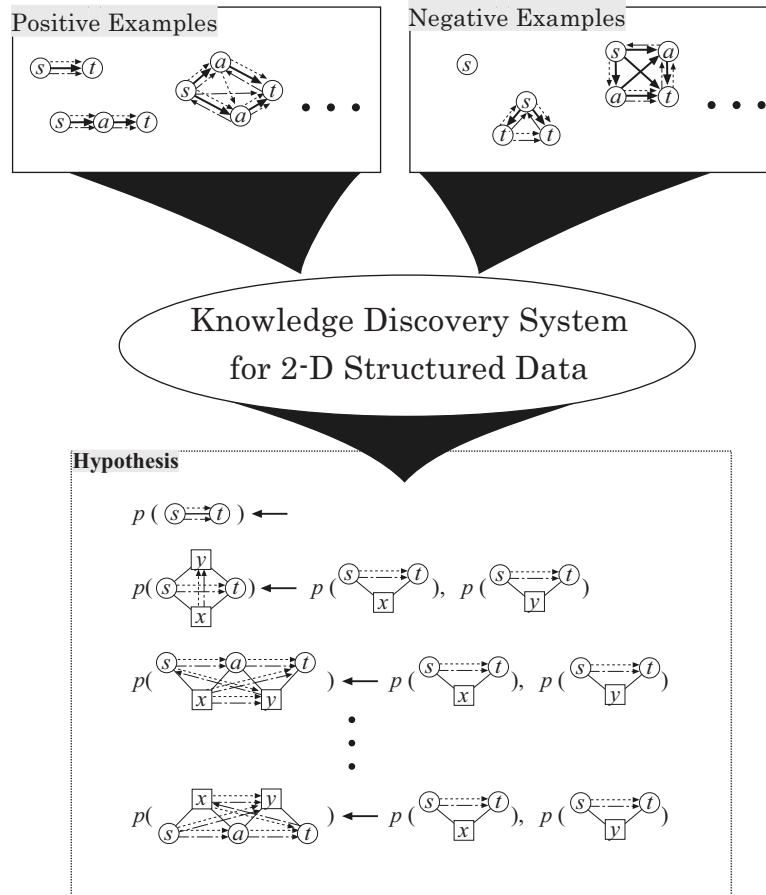 Positive Examples
Negative Examples
s t
s a t
s a a t
s
s t t
s a a t
Knowledge Discovery System
for 2-D Structured Data
Hypothesis
p ( s t )
p( y s t x ) p ( s t x ), p ( s t y )
p( s a t x y ) p ( s t x ), p ( s t y )
p( x y s a t ) p ( s t x ), p ( s t y )